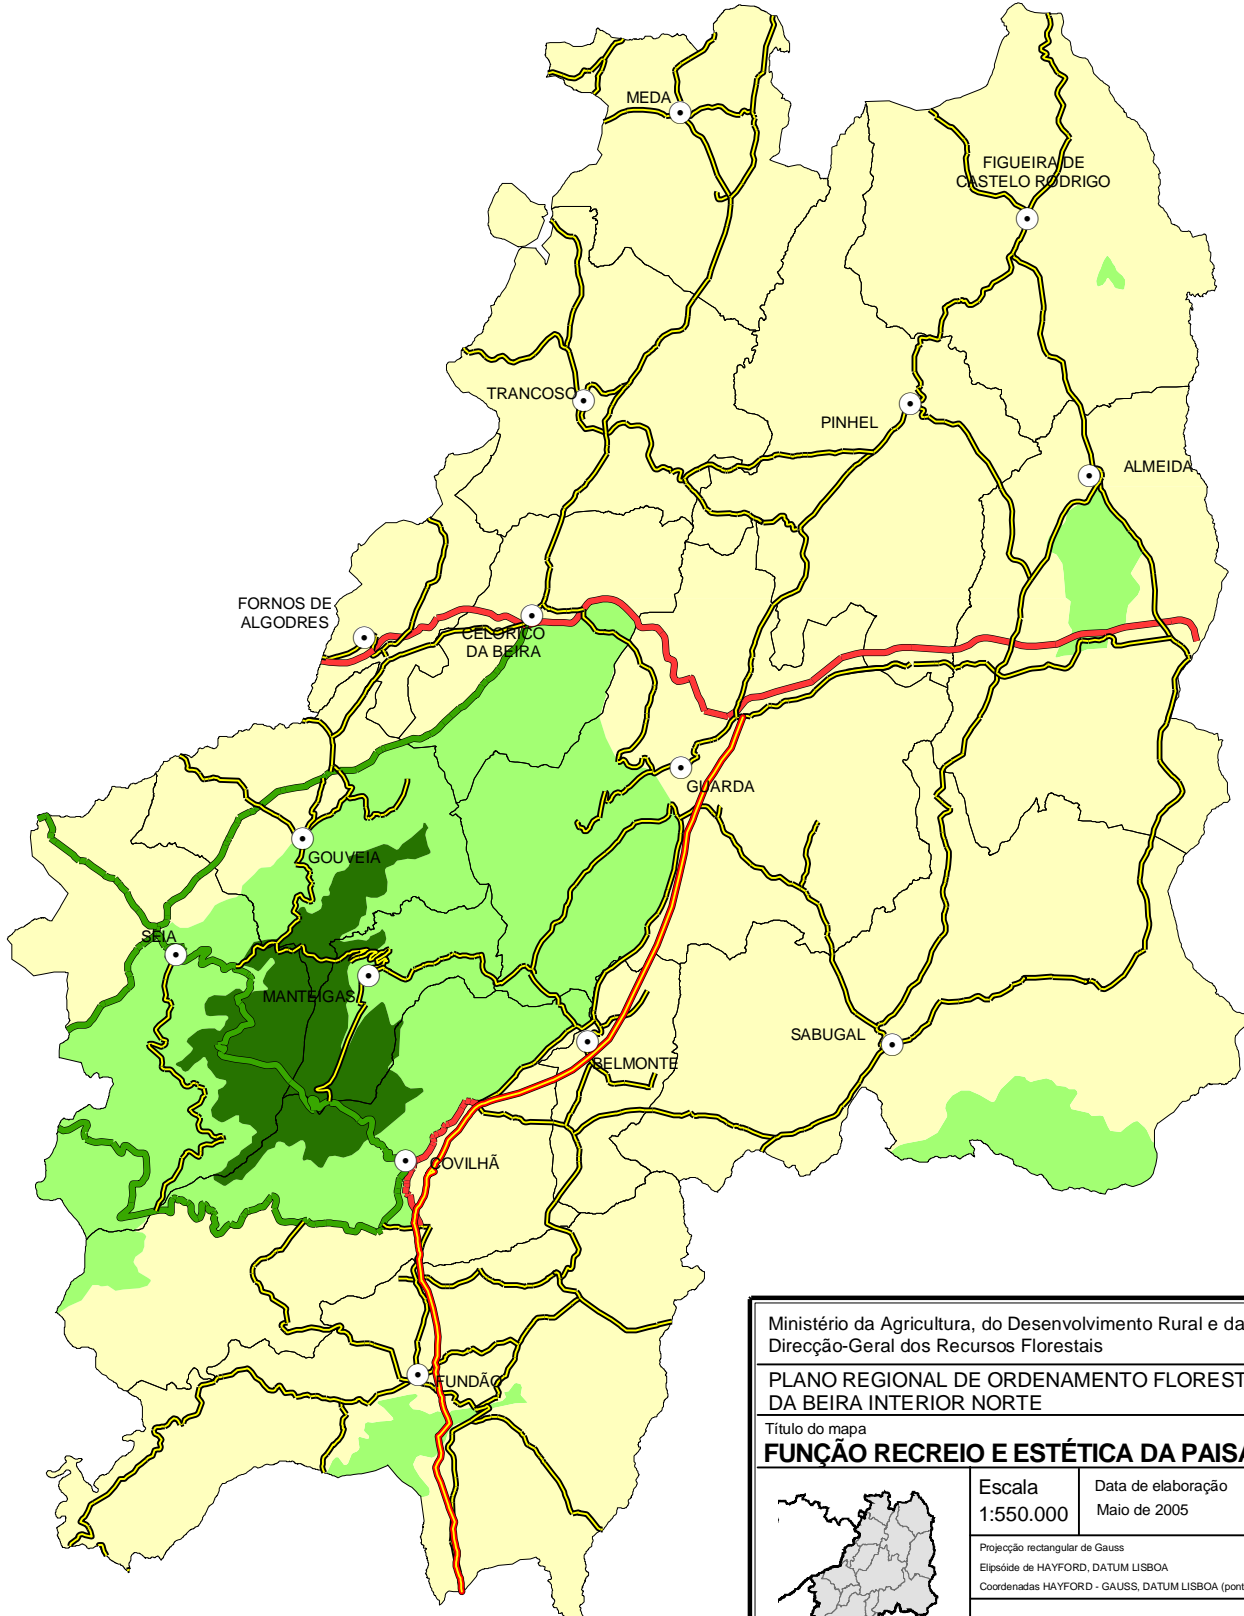 MEDA
FIGUEIRA DE
CASTELO RODRIGO
TRANCOSO
PINHEL
ALMEIDA
FORNOS DE
ALGODRES
CELORICO
DA BEIRA
GUARDA
GOUVEIA
SEIA
MANTEIGAS
SABUGAL
BELMONTE
COVILHÃ
FUNDÃO
Ministério da Agricultura, do Desenvolvimento Rural e da
Direcção-Geral dos Recursos Florestais
PLANO REGIONAL DE ORDENAMENTO FLOREST
DA BEIRA INTERIOR NORTE
Título do mapa
FUNÇÃO RECREIO E ESTÉTICA DA PAISA
Escala
1:550.000
Data de elaboração
Maio de 2005
Projecção rectangular de Gauss
Elipsóide de HAYFORD, DATUM LISBOA
Coordenadas HAYFORD - GAUSS, DATUM LISBOA (pont